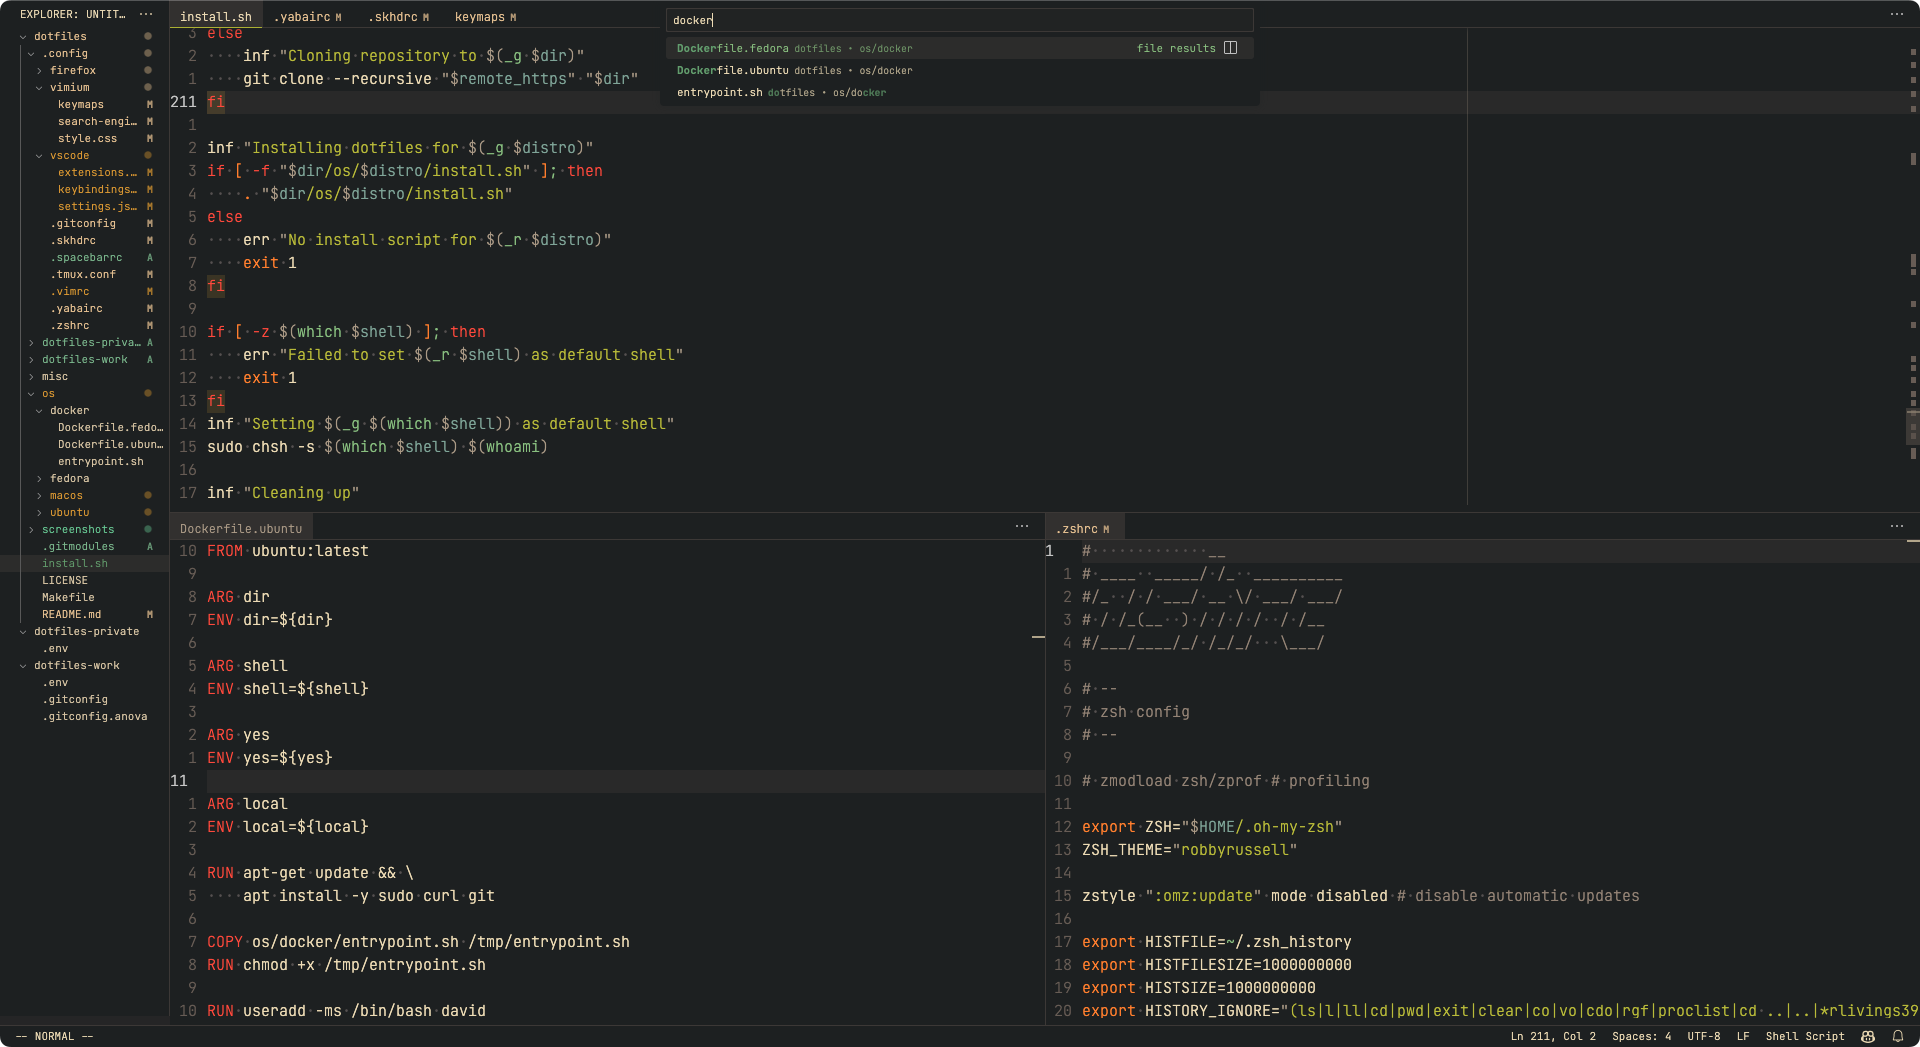 EXPLORER: UNTIT… ···
dotfiles
.config
firefox
vimium
keymaps M
search-engi… M
style.css M
vscode
extensions.… M
keybindings… M
settings.js… M
.gitconfig M
.skhdrc M
.spacebarrc A
.tmux.conf M
.vimrc M
.yabairc M
.zshrc M
dotfiles-priva… A
dotfiles-work A
misc
os
docker
Dockerfile.fedo…
Dockerfile.ubun…
entrypoint.sh
fedora
macos
ubuntu
screenshots
.gitmodules A
install.sh
LICENSE
Makefile
README.md M
dotfiles-private
.env
dotfiles-work
.env
.gitconfig
.gitconfig.anova
install.sh .yabairc M .skhdrc M keymaps M ···
docker
Dockerfile.fedora dotfiles • os/docker file results
Dockerfile.ubuntu dotfiles • os/docker
entrypoint.sh dotfiles • os/docker
3 else
2 ····inf·"Cloning·repository·to·$(_g·$dir)"
1 ····git·clone·--recursive·"$remote_https"·"$dir"
211 fi
1
2 inf·"Installing·dotfiles·for·$(_g·$distro)"
3 if·[·-f·"$dir/os/$distro/install.sh"·];·then
4 ····.·"$dir/os/$distro/install.sh"
5 else
6 ····err·"No·install·script·for·$(_r·$distro)"
7 ····exit·1
8 fi
9
10 if·[·-z·$(which·$shell)·];·then
11 ····err·"Failed·to·set·$(_r·$shell)·as·default·shell"
12 ····exit·1
13 fi
14 inf·"Setting·$(_g·$(which·$shell))·as·default·shell"
15 sudo·chsh·-s·$(which·$shell)·$(whoami)
16
17 inf·"Cleaning·up"
Dockerfile.ubuntu ···
10 FROM·ubuntu:latest
9
8 ARG·dir
7 ENV·dir=${dir}
6
5 ARG·shell
4 ENV·shell=${shell}
3
2 ARG·yes
1 ENV·yes=${yes}
11
1 ARG·local
2 ENV·local=${local}
3
4 RUN·apt-get·update·&&·\
5 ····apt·install·-y·sudo·curl·git
6
7 COPY·os/docker/entrypoint.sh·/tmp/entrypoint.sh
8 RUN·chmod·+x·/tmp/entrypoint.sh
9
10 RUN·useradd·-ms·/bin/bash·david
.zshrc M ···
1 #·············__
1 #·____··_____/·/_··__________
2 #/_··/·/·___/·__·\/·___/·___/
3 #·/·/_(__··)·/·/·/·/··/·/__
4 #/___/____/_/·/_/_/···\___/
5
6 #·--
7 #·zsh·config
8 #·--
9
10 #·zmodload·zsh/zprof·#·profiling
11
12 export·ZSH="$HOME/.oh-my-zsh"
13 ZSH_THEME="robbyrussell"
14
15 zstyle·":omz:update"·mode·disabled·#·disable·automatic·updates
16
17 export·HISTFILE=~/.zsh_history
18 export·HISTFILESIZE=1000000000
19 export·HISTSIZE=1000000000
20 export·HISTORY_IGNORE="(ls|l|ll|cd|pwd|exit|clear|co|vo|cdo|rgf|proclist|cd·..|..|*rlivings39
-- NORMAL --
Ln 211, Col 2 Spaces: 4 UTF-8 LF Shell Script